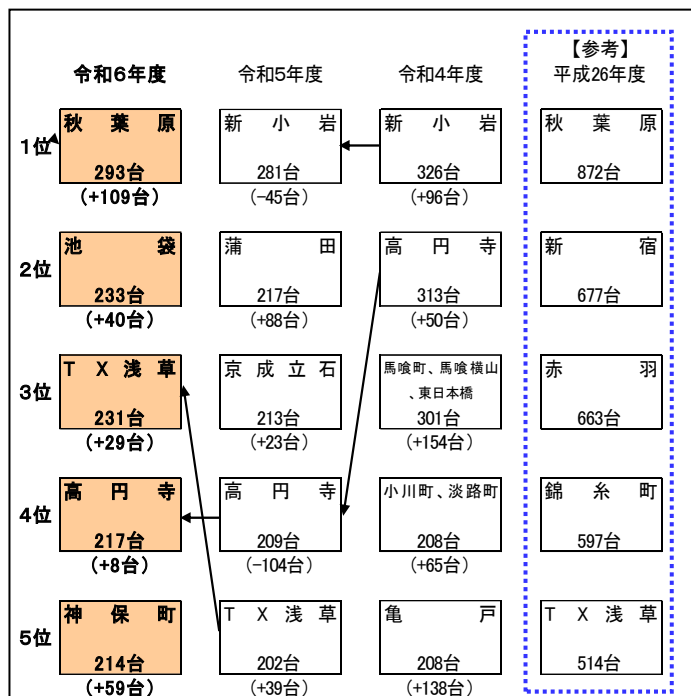 【参考】
令和6年度 令和5年度 令和4年度 平成26年度
1位
秋葉原
293台
(+109台)
新小岩
281台
(-45台)
新小岩
326台
(+96台)
秋葉原
872台
2位
池袋
233台
(+40台)
蒲田
217台
(+88台)
高円寺
313台
(+50台)
新宿
677台
3位
TX浅草
231台
(+29台)
京成立石
213台
(+23台)
馬喰町、馬喰横山
、東日本橋
301台
(+154台)
赤羽
663台
4位
高円寺
217台
(+8台)
高円寺
209台
(-104台)
小川町、淡路町
208台
(+65台)
錦糸町
597台
5位
神保町
214台
(+59台)
TX浅草
202台
(+39台)
亀戸
208台
(+138台)
TX浅草
514台